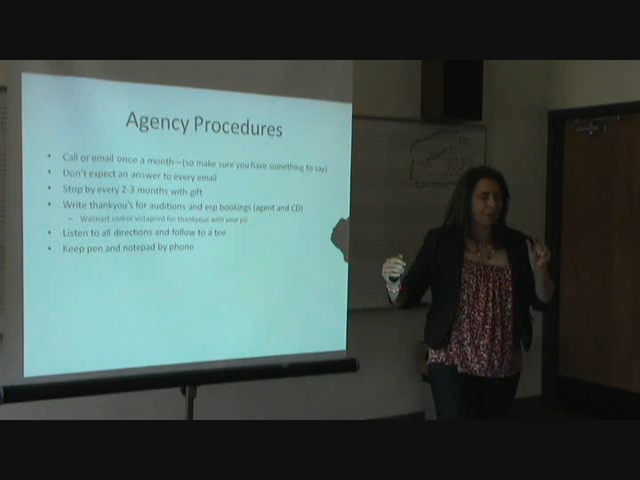 Agency Procedures
• Call or email once a month—(so make sure you have something to say)
• Don't expect an answer to every email
• Stop by every 2-3 months with gift
• Write thankyou's for auditions and esp bookings (agent and CD)
– Walmart.com or vistaprint for thankyous with your pic
• Listen to all directions and follow to a tee
• Keep pen and notepad by phone